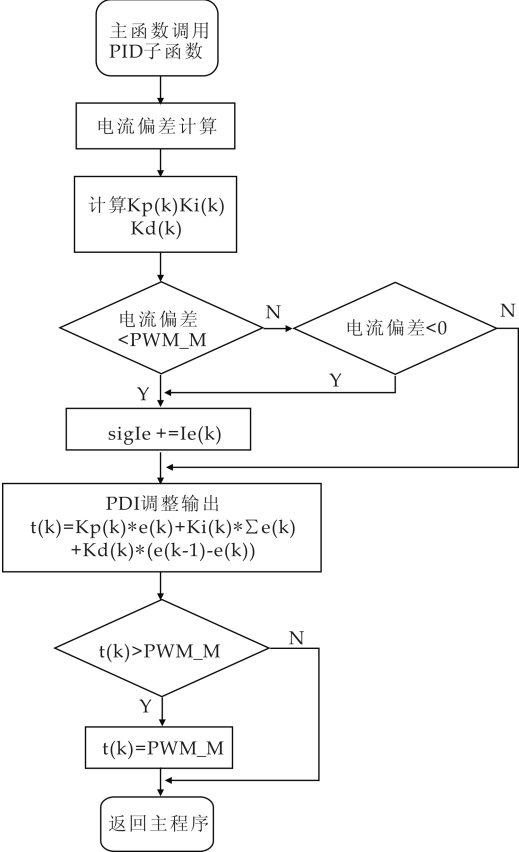 主函数调用
PID子函数
电流偏差计算
计算Kp(k)Ki(k)
Kd(k)
电流偏差
<PWM_M
N
电流偏差<0
N
Y
Y
sigIe +=Ie(k)
PDI调整输出
t(k)=Kp(k)*e(k)+Ki(k)*∑e(k)
+Kd(k)*(e(k-1)-e(k))
t(k)>PWM_M
N
Y
t(k)=PWM_M
返回主程序